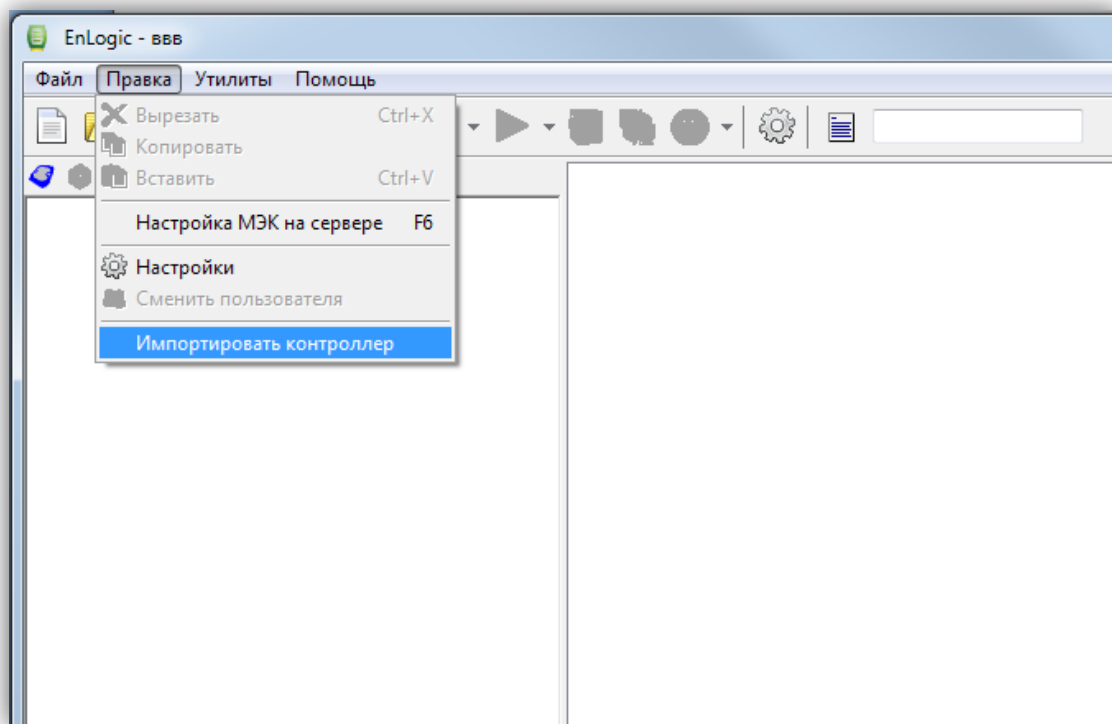 EnLogic - ввв
Файл Правка Утилиты Помощь
Вырезать Ctrl+X
Копировать
Вставить Ctrl+V
Настройка МЭК на сервере F6
Настройки
Сменить пользователя
Импортировать контроллер